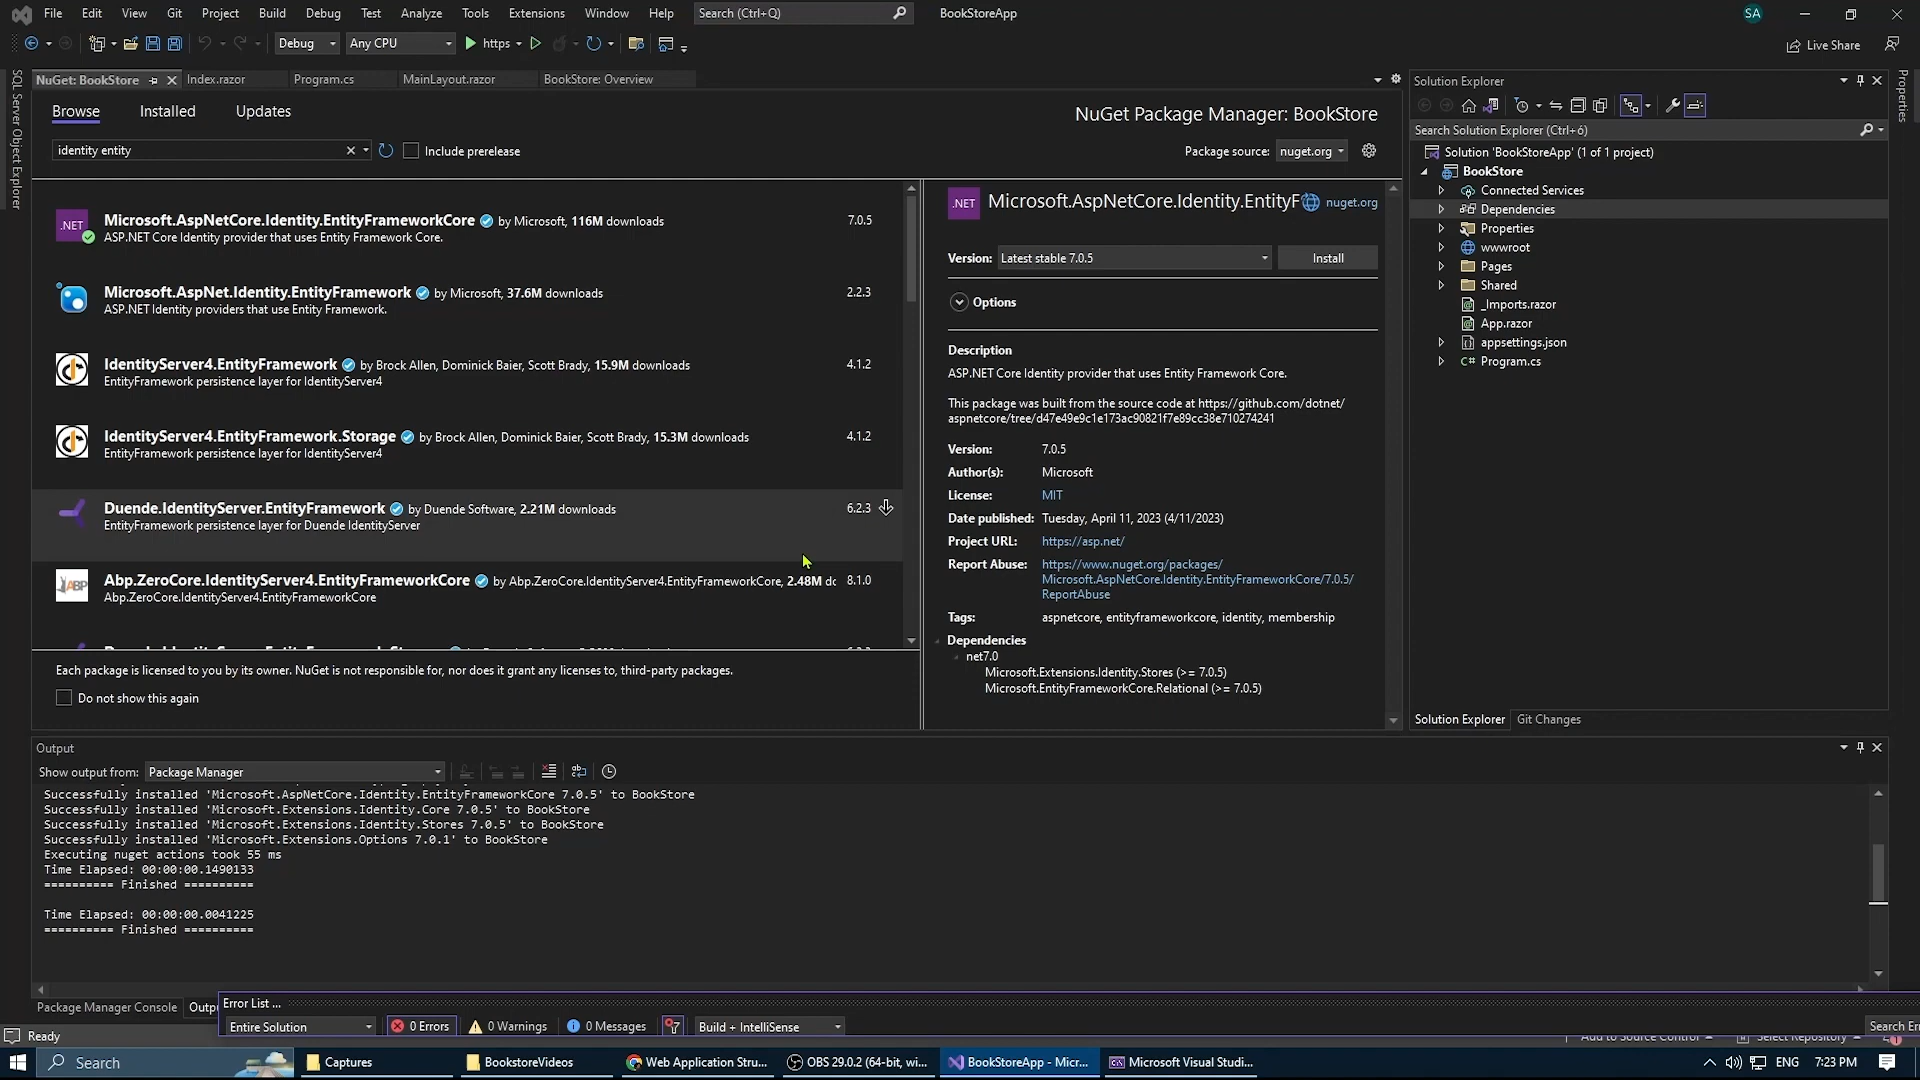 File Edit View Git Project Build Debug Test Analyze Tools Extensions Window Help Search (Ctrl+Q) BookStoreApp SA
Debug Any CPU https Live Share
NuGet: BookStore Index.razor Program.cs MainLayout.razor BookStore: Overview
SQL Server Object Explorer
Browse Installed Updates
NuGet Package Manager: BookStore
identity entity Include prerelease Package source: nuget.org
Microsoft.AspNetCore.Identity.EntityFrameworkCore by Microsoft, 116M downloads 7.0.5
ASP.NET Core Identity provider that uses Entity Framework Core.
.NET
Microsoft.AspNet.Identity.EntityFramework by Microsoft, 37.6M downloads 2.2.3
ASP.NET Identity providers that use Entity Framework.
IdentityServer4.EntityFramework by Brock Allen, Dominick Baier, Scott Brady, 15.9M downloads 4.1.2
EntityFramework persistence layer for IdentityServer4
IdentityServer4.EntityFramework.Storage by Brock Allen, Dominick Baier, Scott Brady, 15.3M downloads 4.1.2
EntityFramework persistence layer for IdentityServer4
Duende.IdentityServer.EntityFramework by Duende Software, 2.21M downloads 6.2.3
EntityFramework persistence layer for Duende IdentityServer
Abp.ZeroCore.IdentityServer4.EntityFrameworkCore by Abp.ZeroCore.IdentityServer4.EntityFrameworkCore, 2.48M dc 8.1.0
Abp.ZeroCore.IdentityServer4.EntityFrameworkCore
ABP
Each package is licensed to you by its owner. NuGet is not responsible for, nor does it grant any licenses to, third-party packages.
Do not show this again
.NET Microsoft.AspNetCore.Identity.EntityF nuget.org
Version: Latest stable 7.0.5 Install
Options
Description
ASP.NET Core Identity provider that uses Entity Framework Core.
This package was built from the source code at https://github.com/dotnet/
aspnetcore/tree/d47e49e9c1e173ac90821f7e89cc38e710274241
Version: 7.0.5
Author(s): Microsoft
License: MIT
Date published: Tuesday, April 11, 2023 (4/11/2023)
Project URL: https://asp.net/
Report Abuse: https://www.nuget.org/packages/
Microsoft.AspNetCore.Identity.EntityFrameworkCore/7.0.5/
ReportAbuse
Tags: aspnetcore, entityframeworkcore, identity, membership
Dependencies
net7.0
Microsoft.Extensions.Identity.Stores (>= 7.0.5)
Microsoft.EntityFrameworkCore.Relational (>= 7.0.5)
Solution Explorer
Search Solution Explorer (Ctrl+ó)
Solution 'BookStoreApp' (1 of 1 project)
BookStore
Connected Services
Dependencies
Properties
wwwroot
Pages
Shared
_Imports.razor
App.razor
appsettings.json
C# Program.cs
Solution Explorer Git Changes
Properties
Output
Show output from: Package Manager
Successfully installed 'Microsoft.AspNetCore.Identity.EntityFrameworkCore 7.0.5' to BookStore
Successfully installed 'Microsoft.Extensions.Identity.Core 7.0.5' to BookStore
Successfully installed 'Microsoft.Extensions.Identity.Stores 7.0.5' to BookStore
Successfully installed 'Microsoft.Extensions.Options 7.0.1' to BookStore
Executing nuget actions took 55 ms
Time Elapsed: 00:00:00.1490133
========== Finished ==========
Time Elapsed: 00:00:00.0041225
========== Finished ==========
Package Manager Console Outp
Error List ...
Entire Solution 0 Errors 0 Warnings 0 Messages Build + IntelliSense Search Er
Ready Add to Source Control Select Repository 1
Search Captures BookstoreVideos Web Application Stru... OBS 29.0.2 (64-bit, wi... BookStoreApp - Micr... Microsoft Visual Studi... ENG 7:23 PM